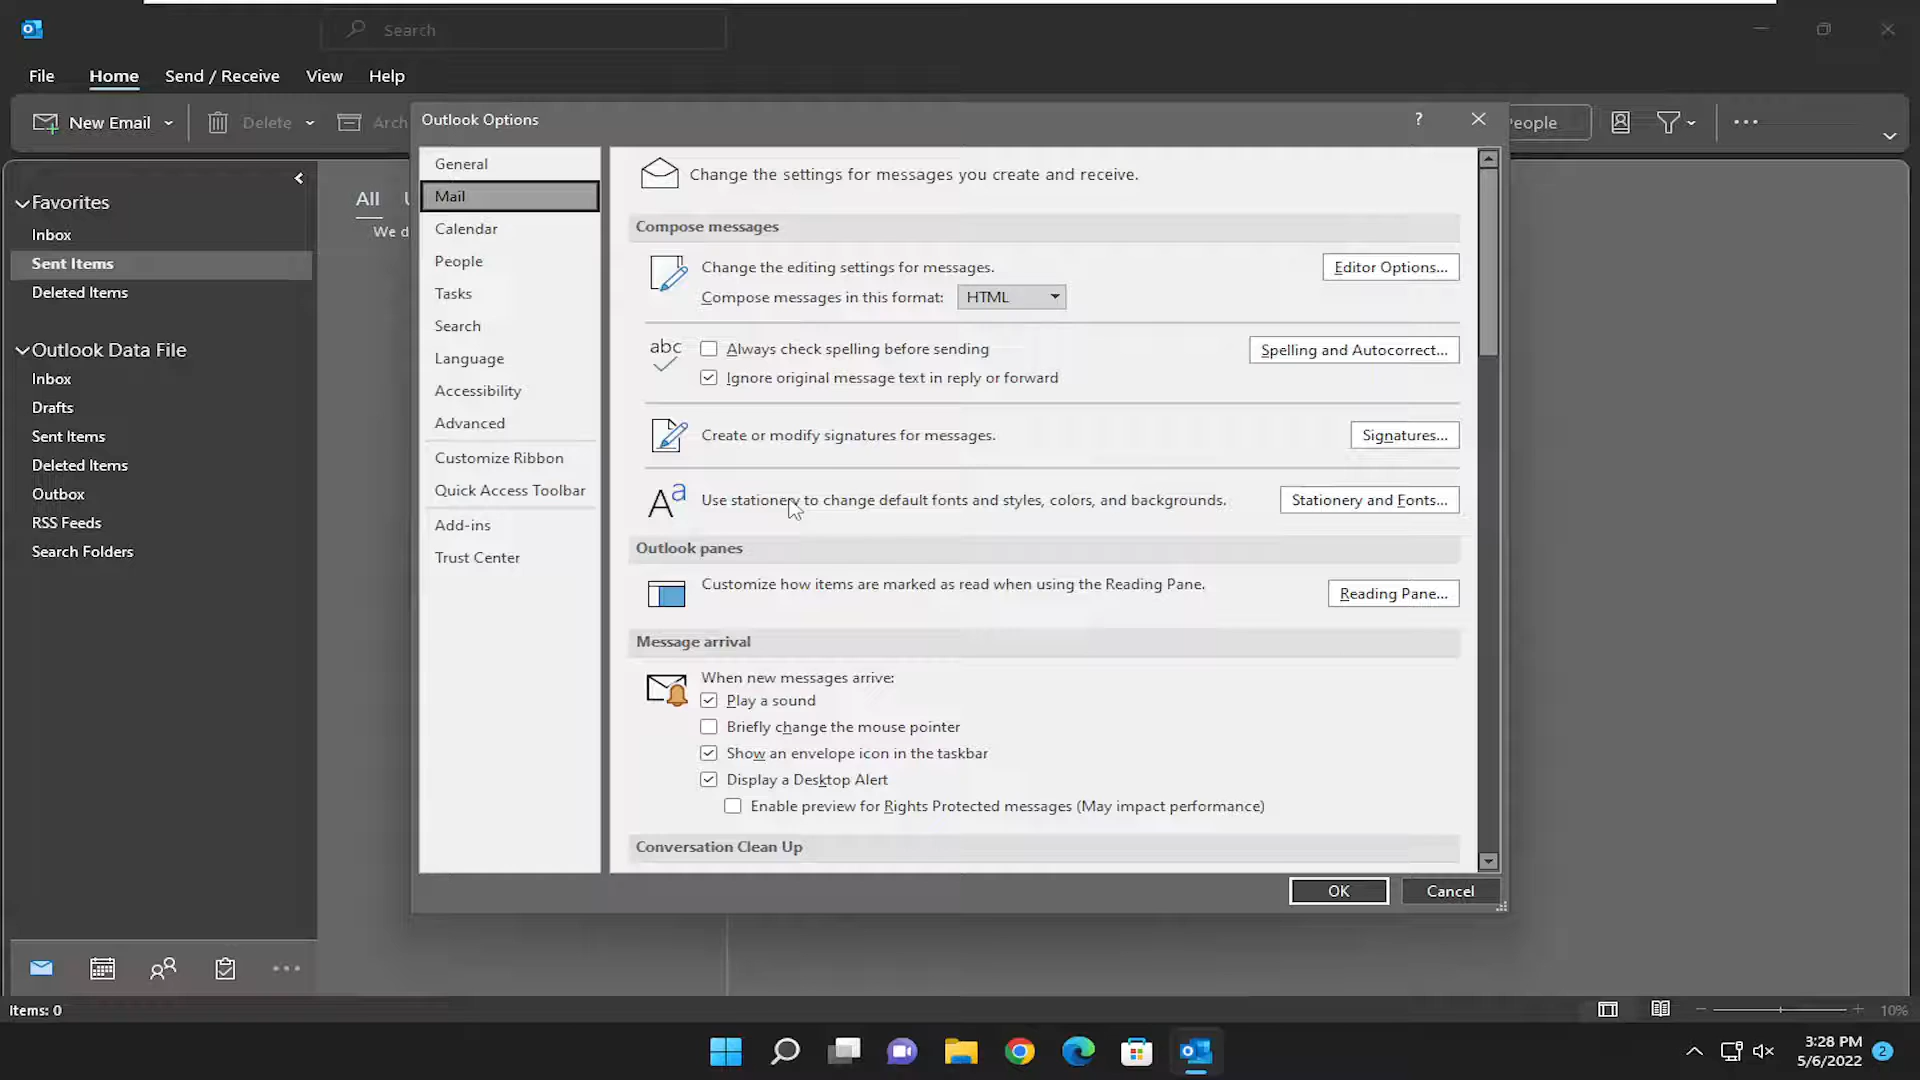 Search
File Home Send / Receive View Help
New Email Delete Arch People ...
Outlook Options ?
Favorites
Inbox
Sent Items
Deleted Items
Outlook Data File
Inbox
Drafts
Sent Items
Deleted Items
Outbox
RSS Feeds
Search Folders
All U
We d
General
Mail
Calendar
People
Tasks
Search
Language
Accessibility
Advanced
Customize Ribbon
Quick Access Toolbar
Add-ins
Trust Center
Change the settings for messages you create and receive.
Compose messages
Change the editing settings for messages.
Editor Options...
Compose messages in this format: HTML
abc
Always check spelling before sending
Spelling and Autocorrect...
Ignore original message text in reply or forward
Create or modify signatures for messages.
Signatures...
Aa
Use stationery to change default fonts and styles, colors, and backgrounds.
Stationery and Fonts...
Outlook panes
Customize how items are marked as read when using the Reading Pane.
Reading Pane...
Message arrival
When new messages arrive:
Play a sound
Briefly change the mouse pointer
Show an envelope icon in the taskbar
Display a Desktop Alert
Enable preview for Rights Protected messages (May impact performance)
Conversation Clean Up
OK Cancel
Items: 0
10%
3:28 PM
5/6/2022
2